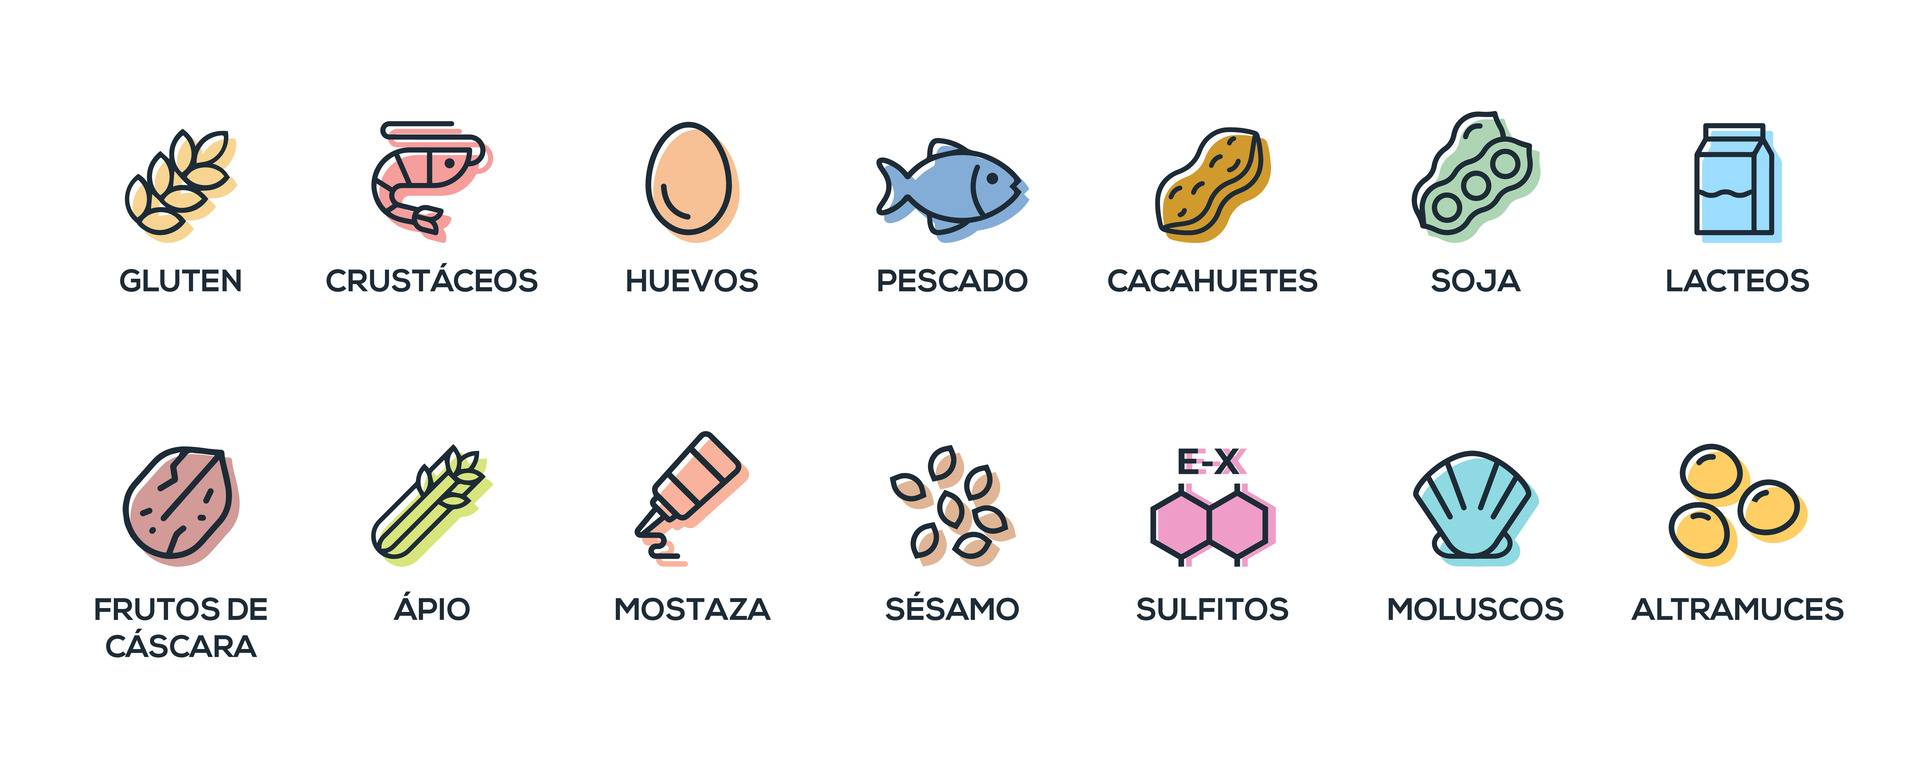 GLUTEN
CRUSTÁCEOS
HUEVOS
PESCADO
CACAHUETES
SOJA
LACTEOS
E-X
FRUTOS DE
CÁSCARA
ÁPIO
MOSTAZA
SÉSAMO
SULFITOS
MOLUSCOS
ALTRAMUCES